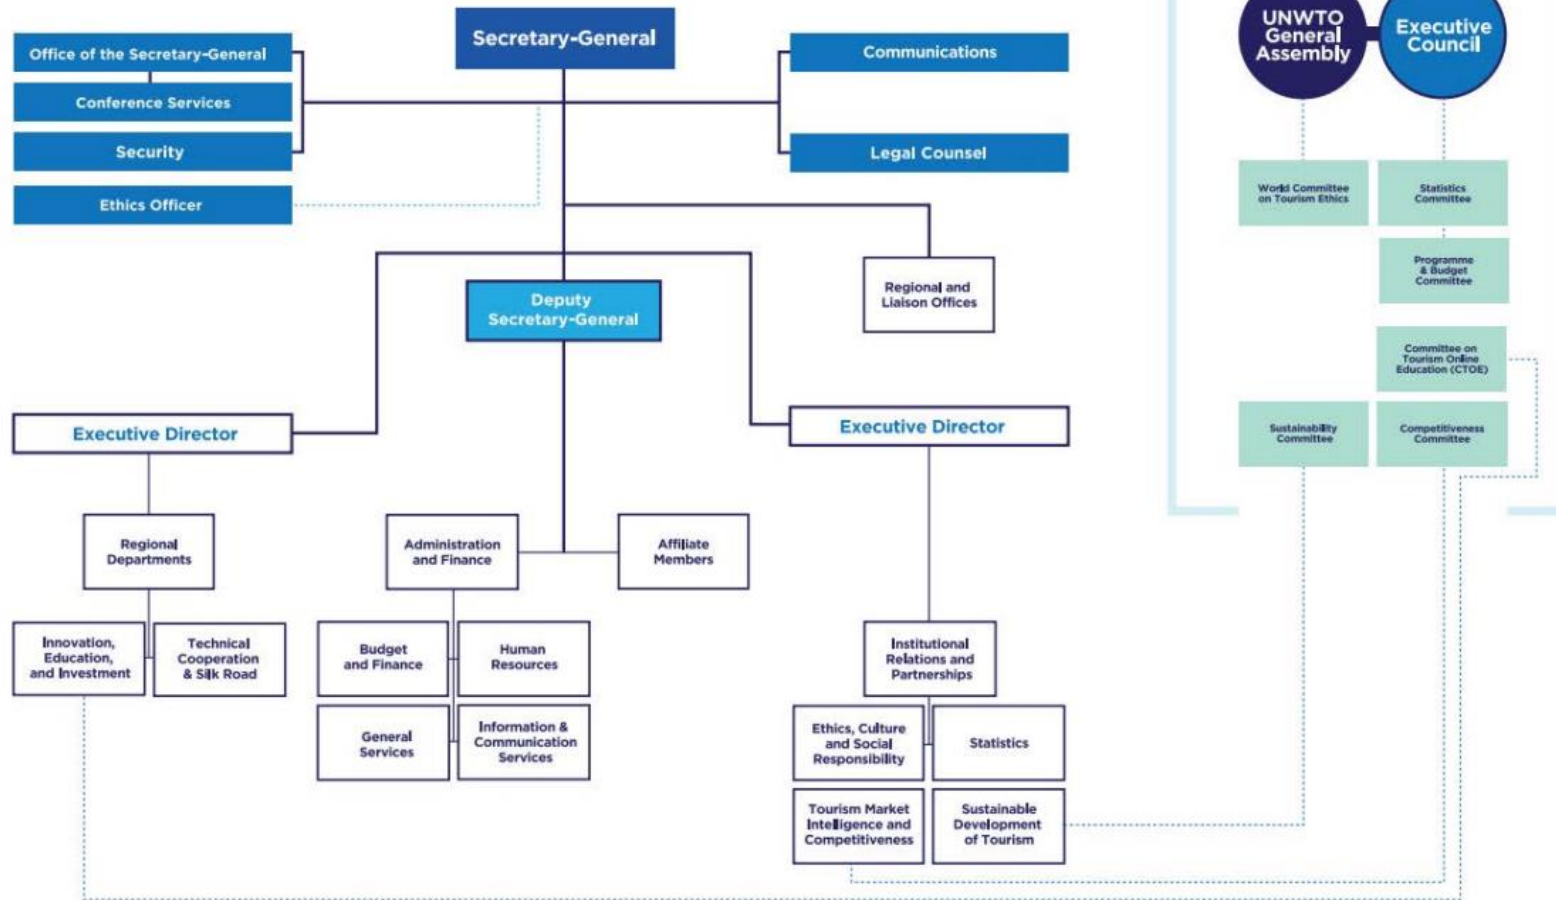 Secretary-General
Office of the Secretary-General
Conference Services
Security
Ethics Officer
Communications
Legal Counsel
Regional and
Liaison Offices
Deputy
Secretary-General
Executive Director
Executive Director
Regional
Departments
Administration
and Finance
Affiliate
Members
Innovation,
Education,
and Investment
Technical
Cooperation
& Silk Road
Budget
and Finance
Human
Resources
General
Services
Information &
Communication
Services
Institutional
Relations and
Partnerships
Ethics, Culture
and Social
Responsibility
Statistics
Tourism Market
Intelligence and
Competitiveness
Sustainable
Development
of Tourism
UNWTO
General
Assembly
Executive
Council
World Committee
on Tourism Ethics
Statistics
Committee
Programme
& Budget
Committee
Committee on
Tourism Online
Education (CTOE)
Sustainability
Committee
Competitiveness
Committee